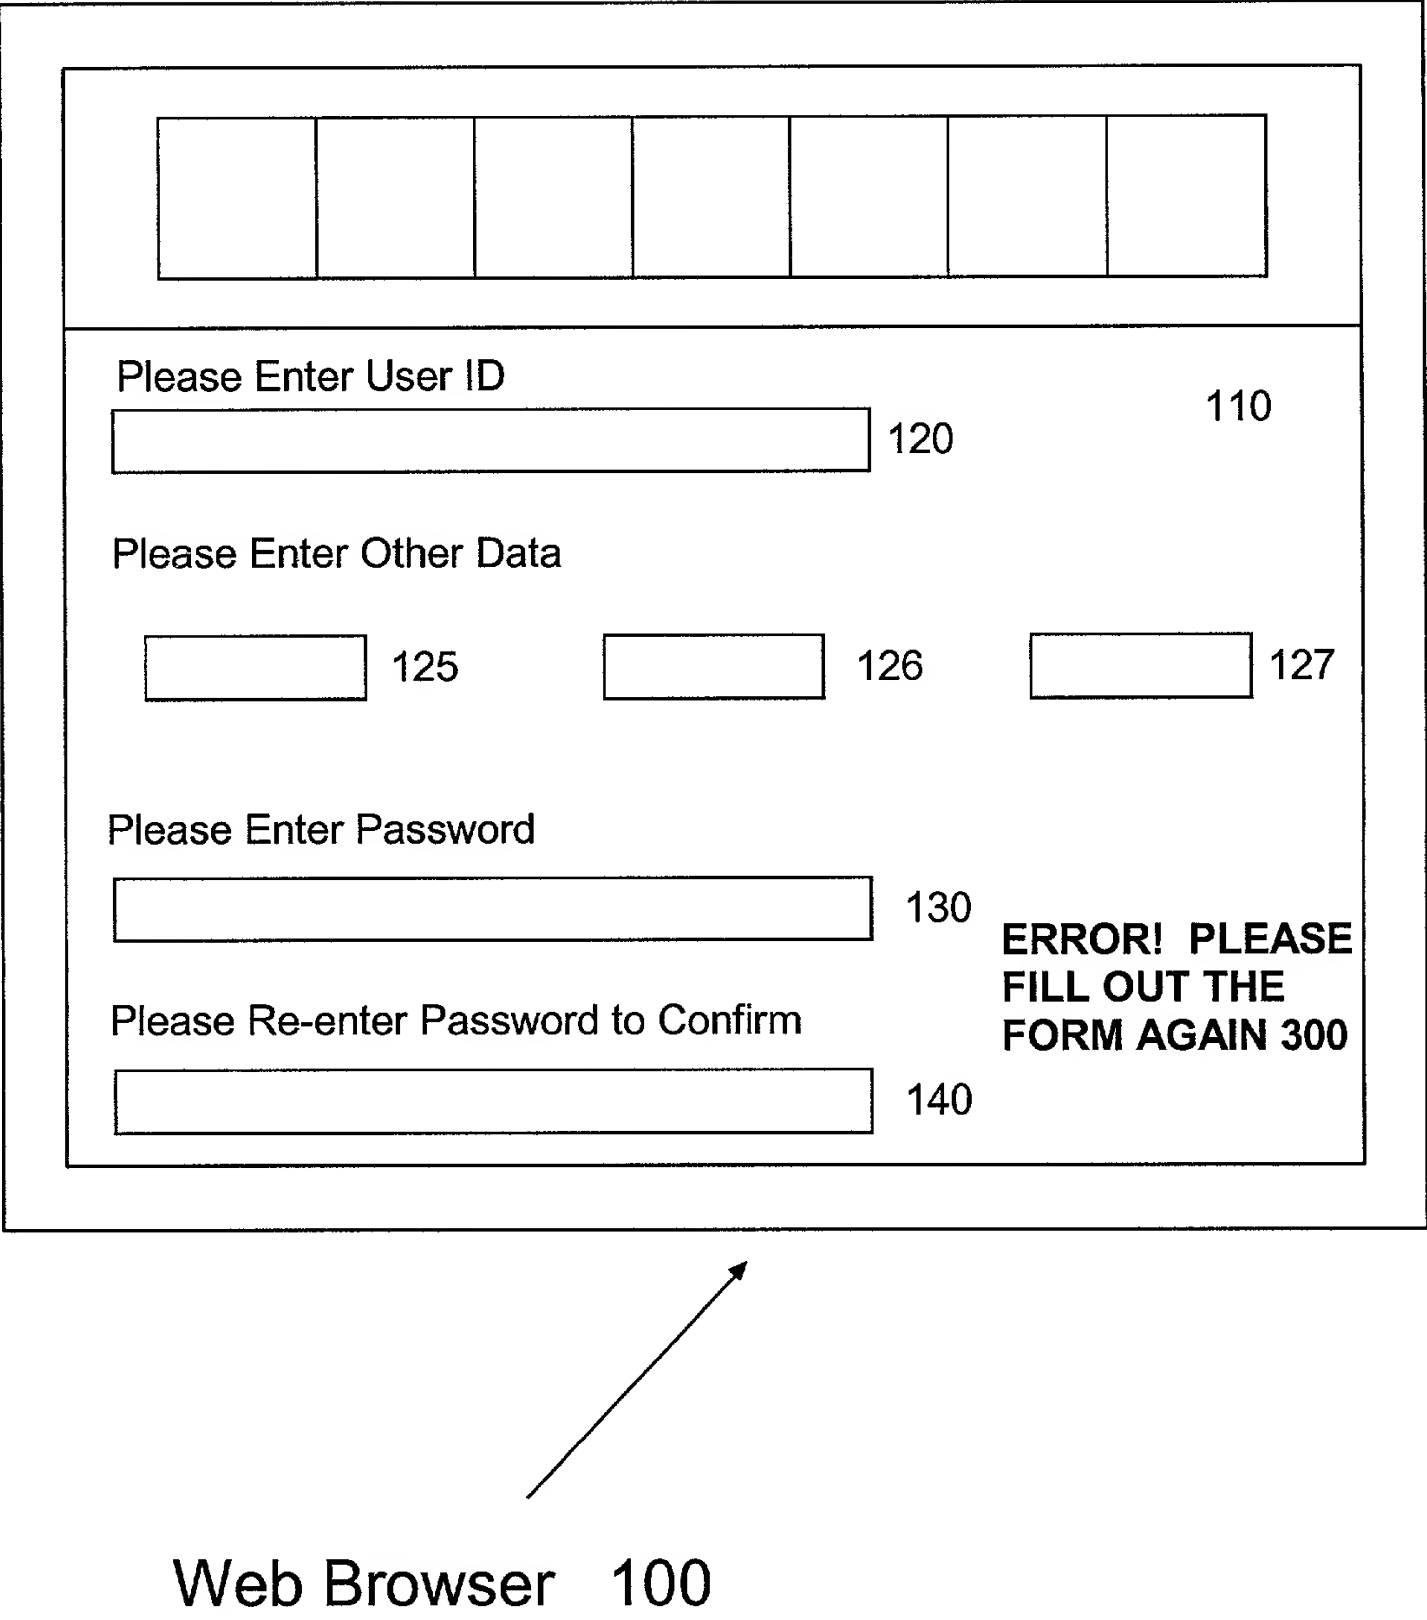 Please Enter User ID
110
120
Please Enter Other Data
125 126 127
Please Enter Password
130
ERROR! PLEASE
FILL OUT THE
FORM AGAIN 300
Please Re-enter Password to Confirm
140
Web Browser 100